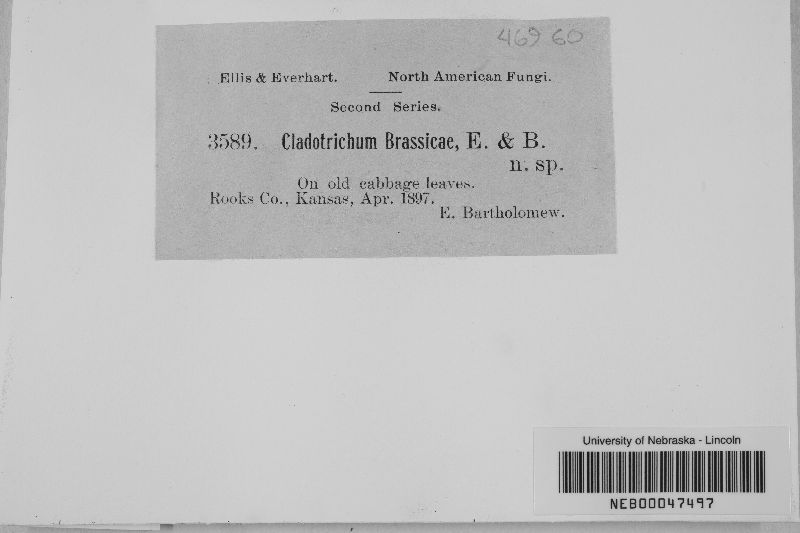 46960
Ellis & Everhart. North American Fungi.
Second Series.
3589. Cladotrichum Brassicae, E. & B.
n. sp.
On old cabbage leaves.
Rooks Co., Kansas, Apr. 1897.
E. Bartholomew.
University of Nebraska - Lincoln
NEB00047497